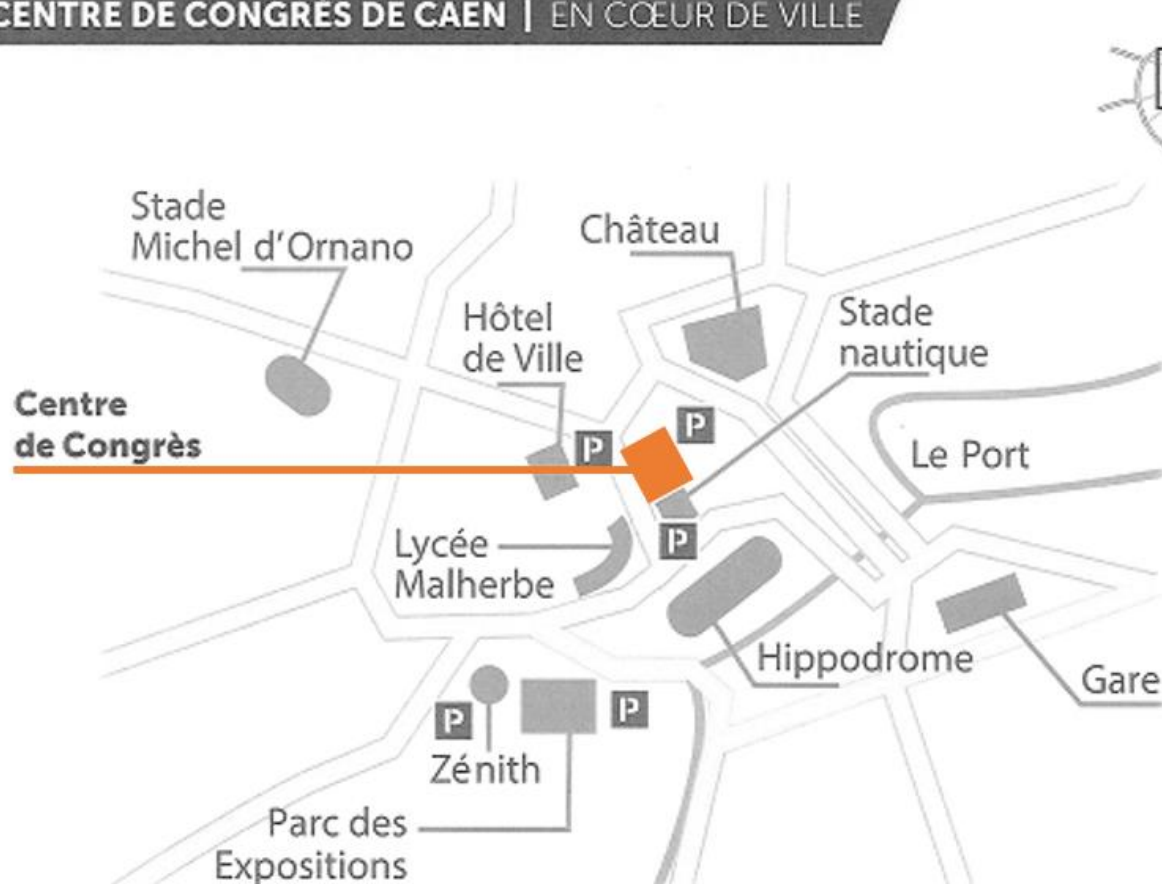 CENTRE DE CONGRÈS DE CAEN | EN CŒUR DE VILLE
Stade
Michel d'Ornano
Château
Hôtel
de Ville
Stade
nautique
Centre
de Congrès
P
P
Le Port
Lycée
Malherbe
P
Hippodrome
Gare
P
P
Zénith
Parc des
Expositions